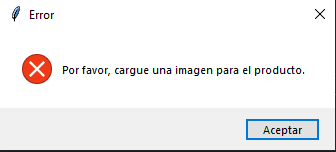 Error
Por favor, cargue una imagen para el producto.
Aceptar